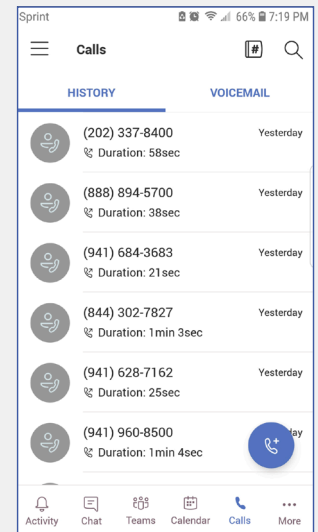 Sprint 66% 7:19 PM
Calls #
HISTORY VOICEMAIL
(202) 337-8400 Yesterday
Duration: 58sec
(888) 894-5700 Yesterday
Duration: 38sec
(941) 684-3683 Yesterday
Duration: 21sec
(844) 302-7827 Yesterday
Duration: 1min 3sec
(941) 628-7162 Yesterday
Duration: 25sec
(941) 960-8500
Duration: 1min 4sec
Activity Chat Teams Calendar Calls More